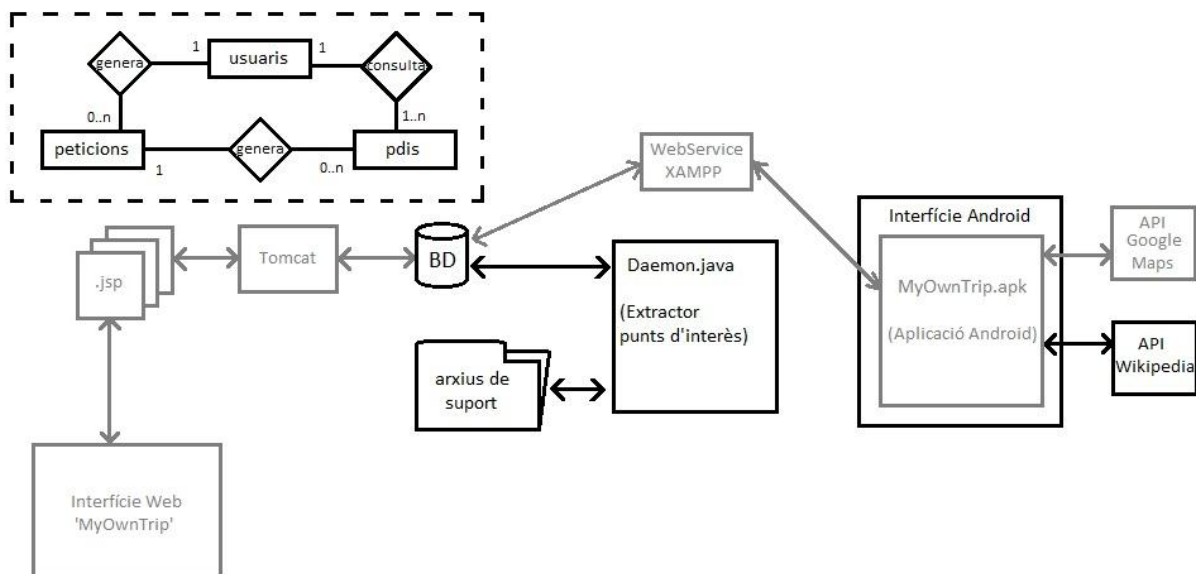 genera
1
usuaris
1
consulta
0..n
1..n
peticions
1
genera
0..n
pdis
WebService
XAMPP
Interfície Android
MyOwnTrip.apk
(Aplicació Android)
API
Google
Maps
API
Wikipedia
.jsp
Tomcat
BD
Daemon.java
(Extractor
punts d'interès)
arxius de
suport
Interfície Web
'MyOwnTrip'